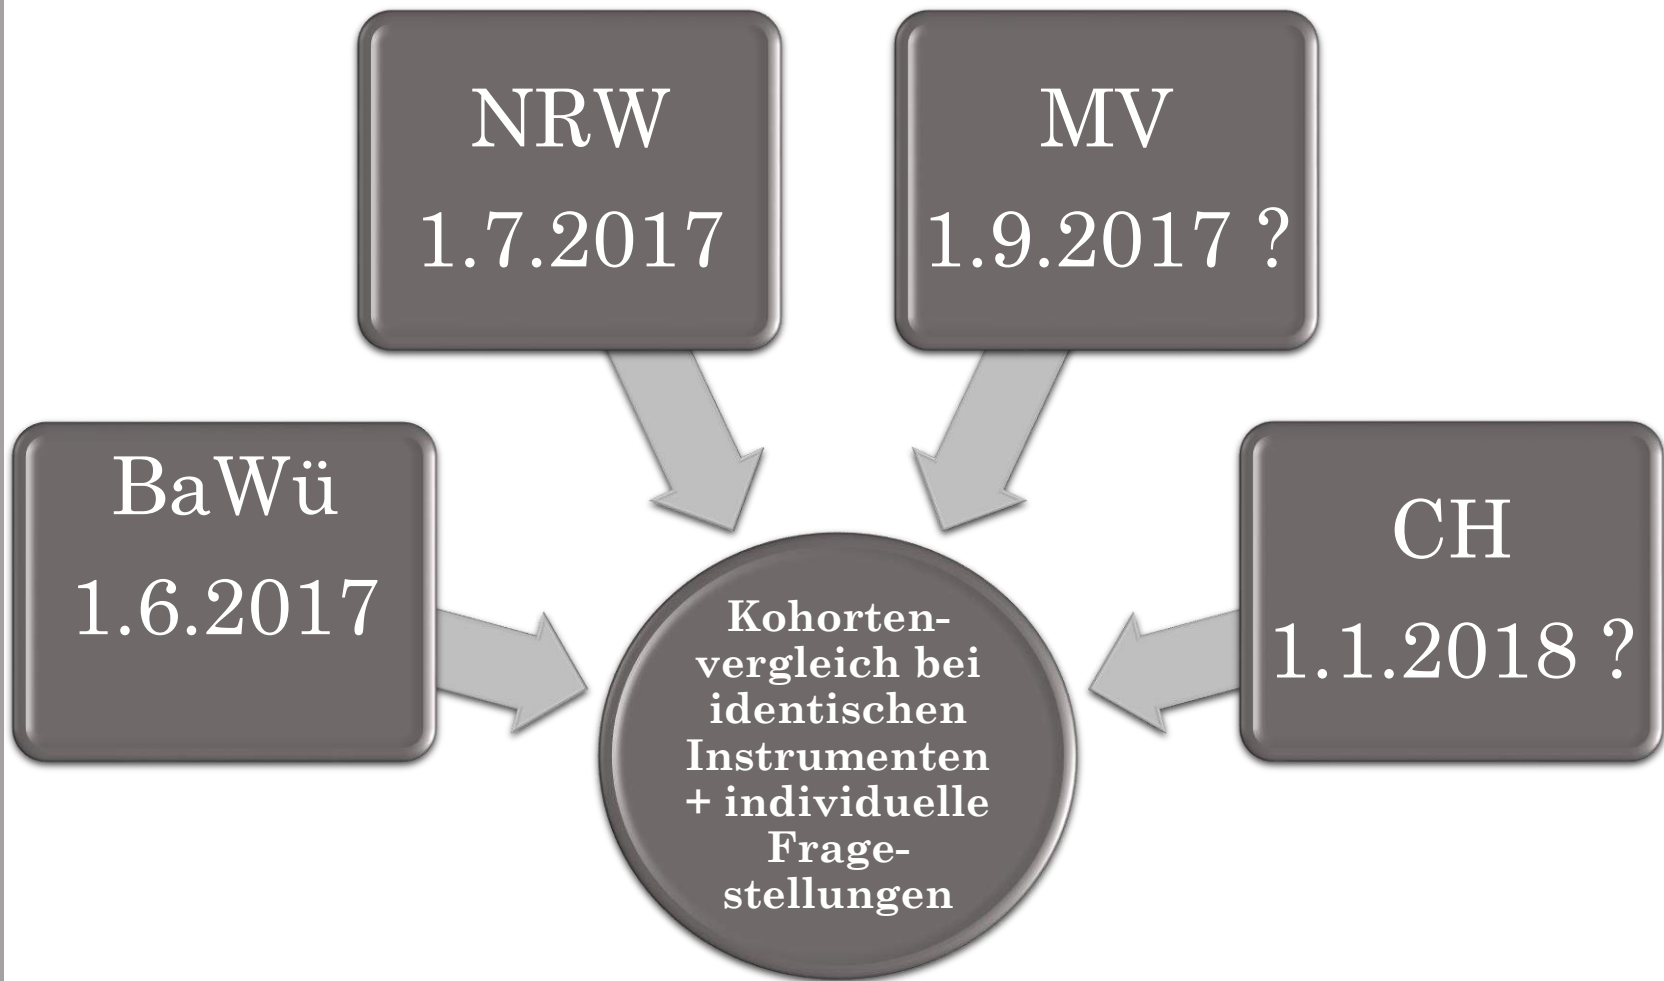 NRW
1.7.2017
MV
1.9.2017 ?
BaWü
1.6.2017
CH
1.1.2018 ?
Kohorten-
vergleich bei
identischen
Instrumenten
+ individuelle
Frage-
stellungen